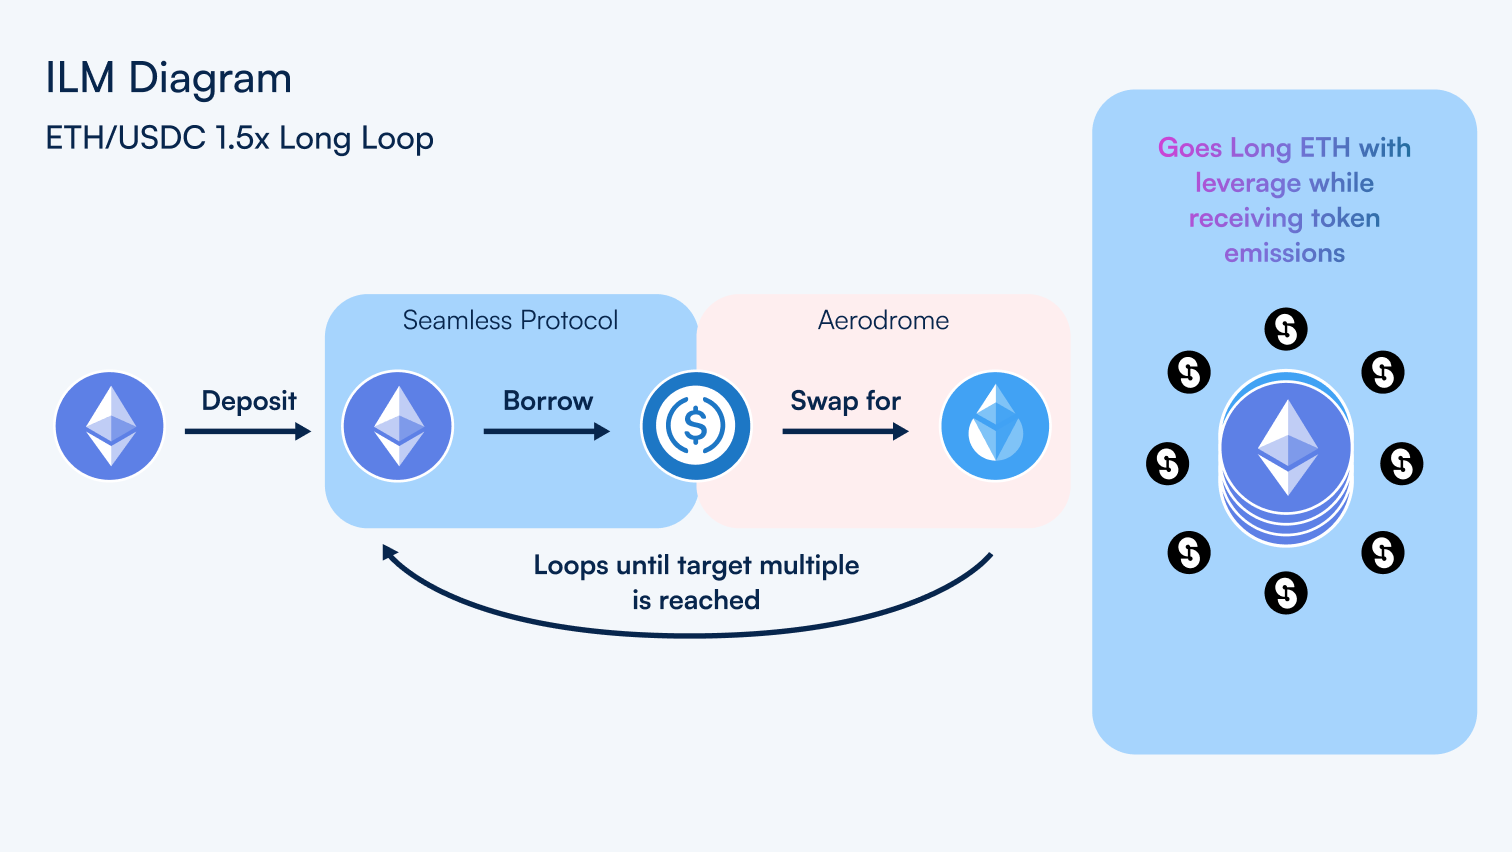 ILM Diagram
ETH/USDC 1.5x Long Loop
Goes Long ETH with
leverage while
receiving token
emissions
Seamless Protocol
Aerodrome
Deposit
Borrow
Swap for
Loops until target multiple
is reached